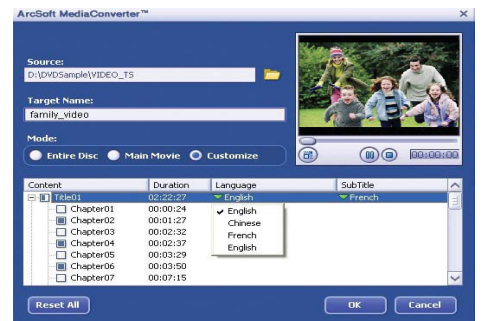 ArcSoft MediaConverter™
Source:
D:\DVDSample\VIDEO_TS
Target Name:
family_video
Mode:
Entire Disc Main Movie Customize
00:00:00
Content Duration Language SubTitle
Title01 02:22:27 English French
Chapter01 00:00:24
Chapter02 00:01:27
Chapter03 00:02:32
Chapter04 00:02:37
Chapter05 00:03:29
Chapter06 00:03:50
Chapter07 00:07:15
English
Chinese
French
English
Reset All OK Cancel